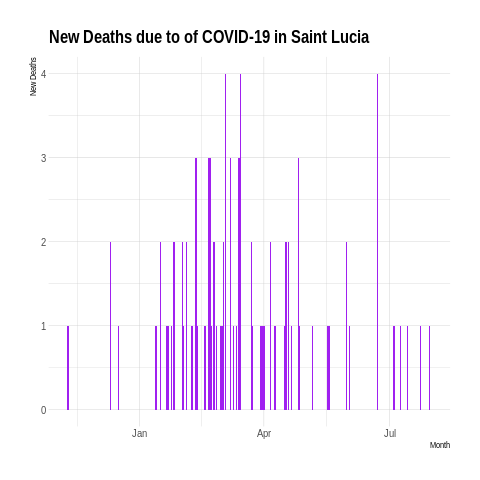 New Deaths due to of COVID-19 in Saint Lucia
New Deaths
4
3
2
1
0
Jan Apr Jul
Month